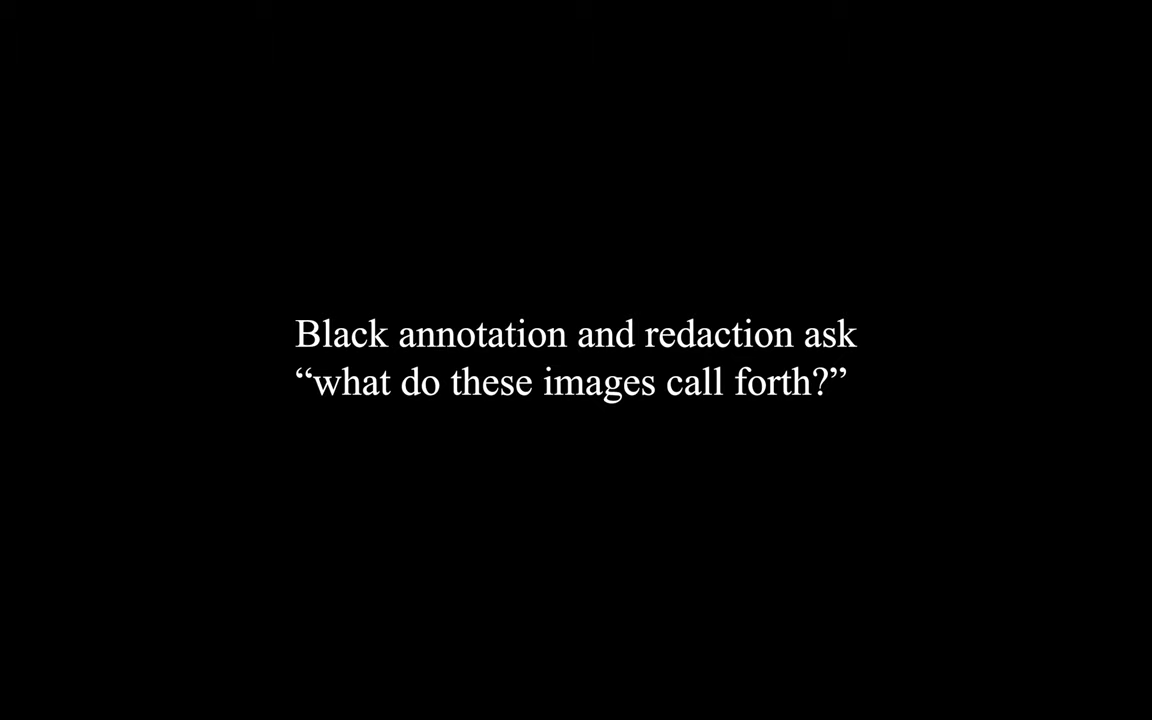 Black annotation and redaction ask
“what do these images call forth?”